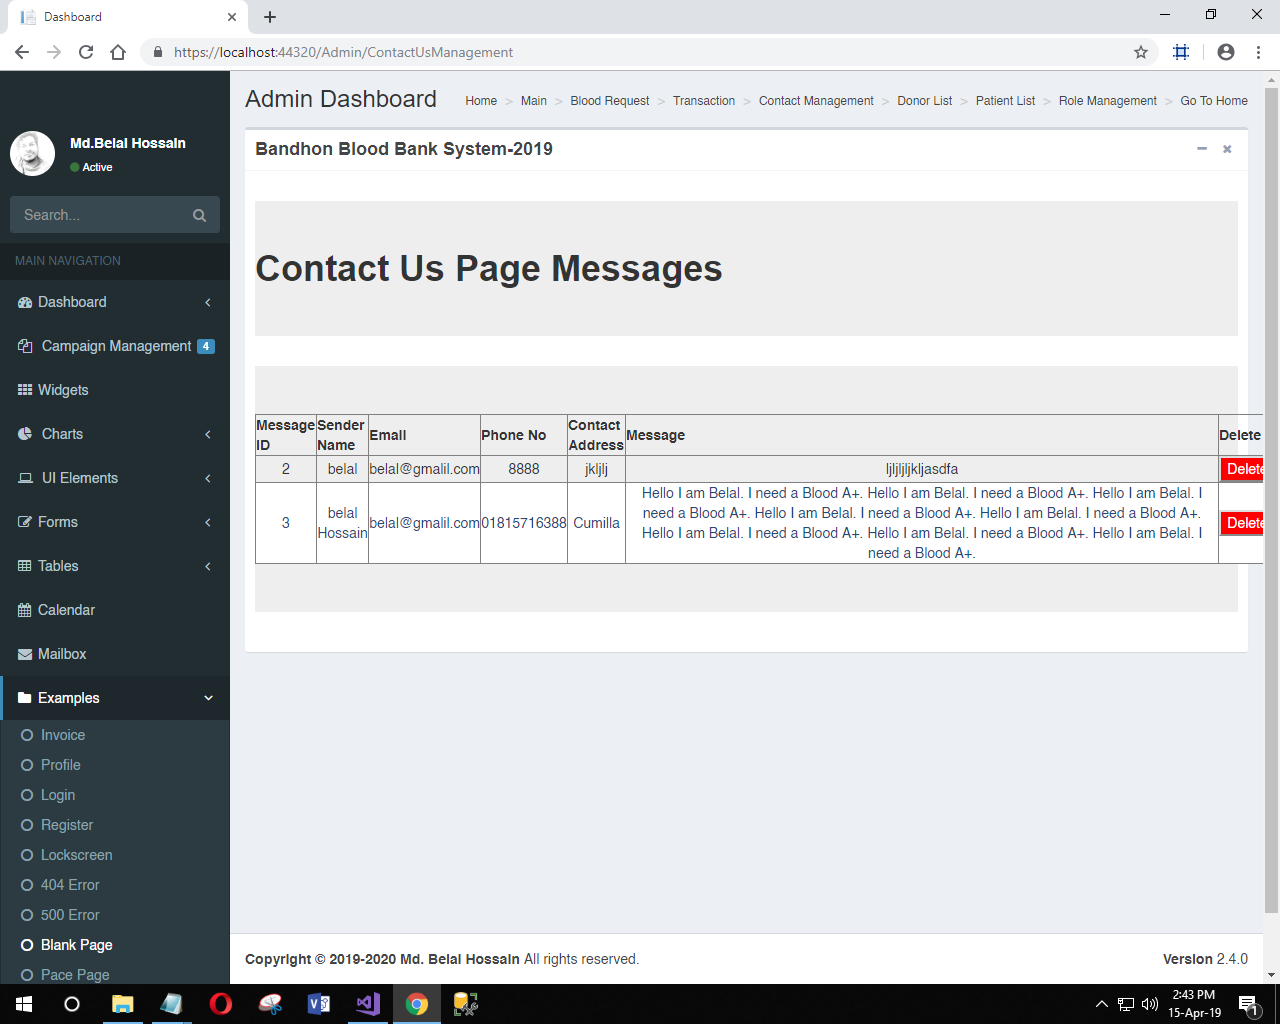 Dashboard
https://localhost:44320/Admin/ContactUsManagement
Md.Belal Hossain
Active
Search...
MAIN NAVIGATION
Dashboard
Campaign Management 4
Widgets
Charts
UI Elements
Forms
Tables
Calendar
Mailbox
Examples
Invoice
Profile
Login
Register
Lockscreen
404 Error
500 Error
Blank Page
Pace Page
Admin Dashboard
Home > Main > Blood Request > Transaction > Contact Management > Donor List > Patient List > Role Management > Go To Home
Bandhon Blood Bank System-2019
Contact Us Page Messages
Message ID Sender Name Email Phone No Contact Address Message Delete
2 belal belal@gmalil.com 8888 jkljlj ljljljljkljasdfa Delete
3 belal Hossain belal@gmalil.com 01815716388 Cumilla
Hello I am Belal. I need a Blood A+. Hello I am Belal. I need a Blood A+. Hello I am Belal. I
need a Blood A+. Hello I am Belal. I need a Blood A+. Hello I am Belal. I need a Blood A+.
Hello I am Belal. I need a Blood A+. Hello I am Belal. I need a Blood A+. Hello I am Belal. I
need a Blood A+.
Delete
Copyright © 2019-2020 Md. Belal Hossain All rights reserved.
Version 2.4.0
2:43 PM
15-Apr-19
1